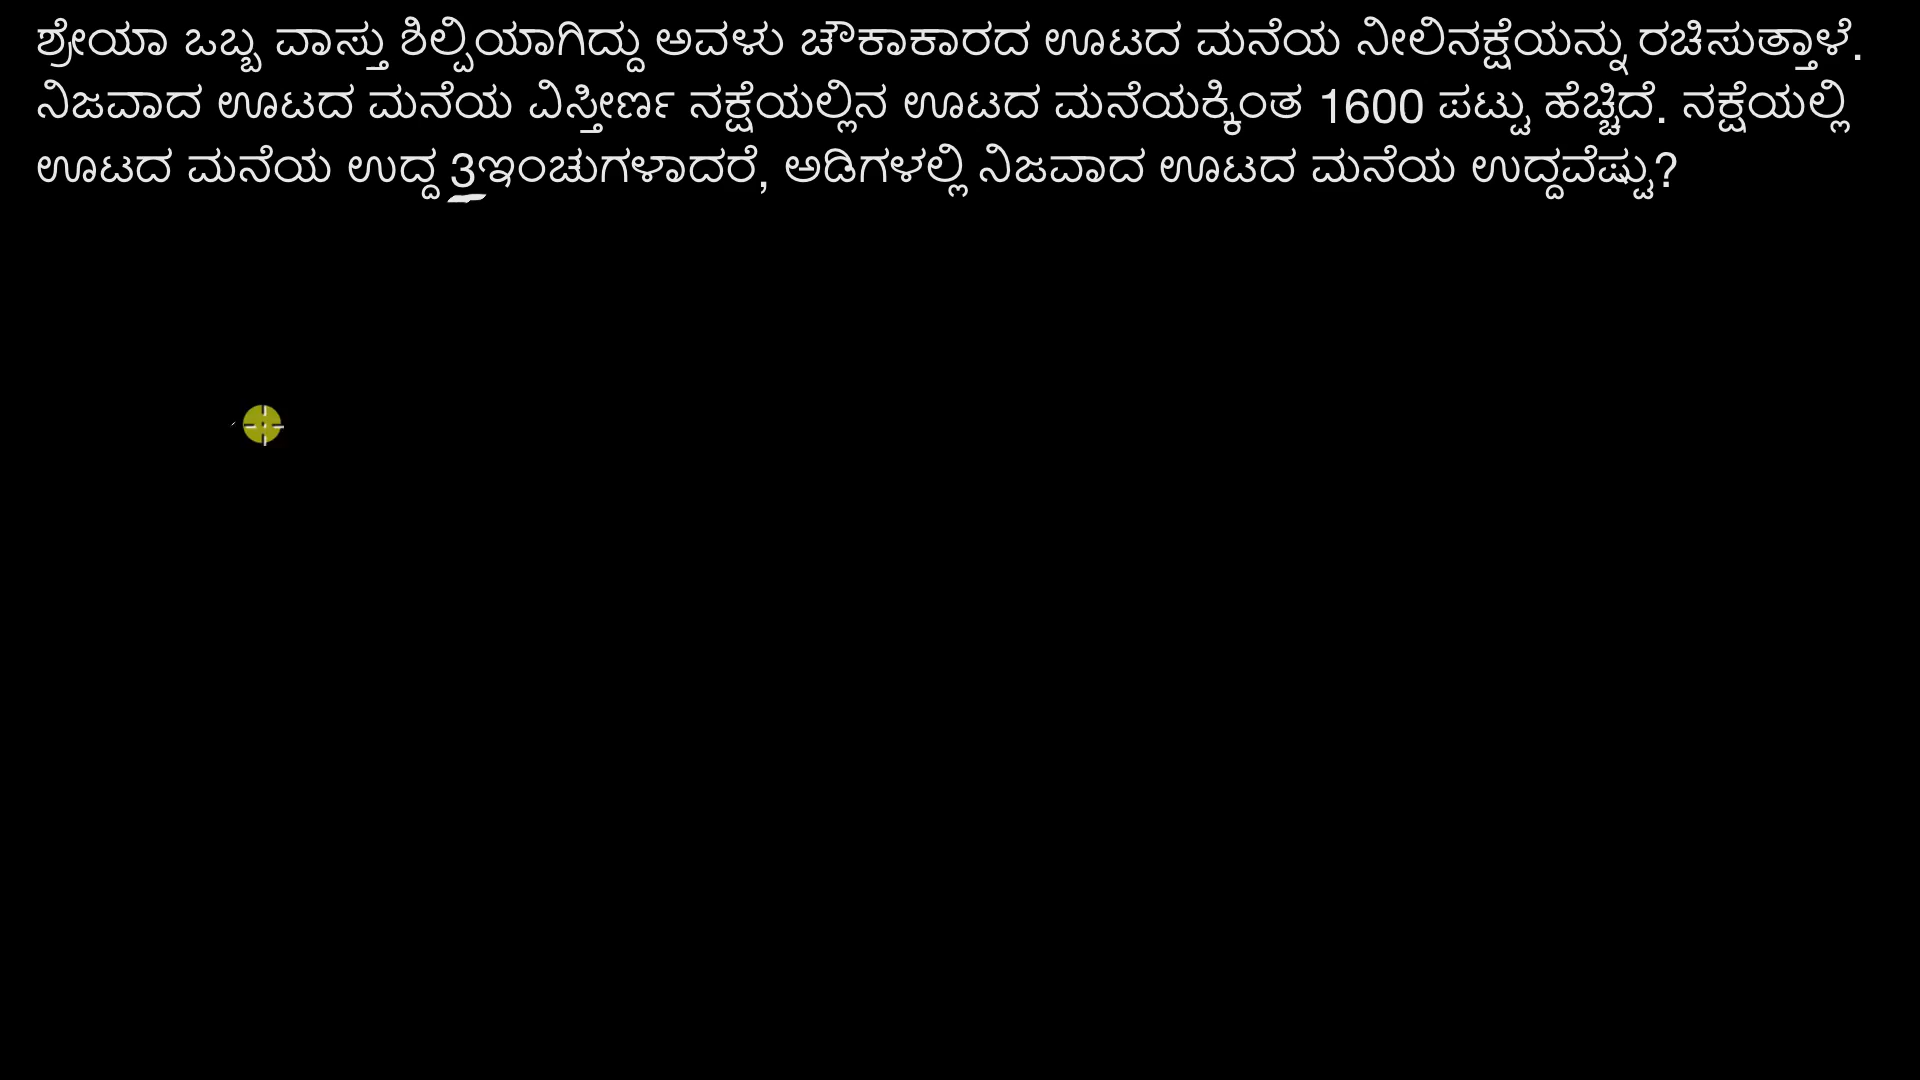 ಶ್ರೇಯಾ ಒಬ್ಬ ವಾಸ್ತು ಶಿಲ್ಪಿಯಾಗಿದ್ದು ಅವಳು ಚೌಕಾಕಾರದ ಊಟದ ಮನೆಯ ನೀಲಿನಕ್ಷೆಯನ್ನು ರಚಿಸುತ್ತಾಳೆ.
ನಿಜವಾದ ಊಟದ ಮನೆಯ ವಿಸ್ತೀರ್ಣ ನಕ್ಷೆಯಲ್ಲಿನ ಊಟದ ಮನೆಯಕ್ಕಿಂತ 1600 ಪಟ್ಟು ಹೆಚ್ಚಿದೆ. ನಕ್ಷೆಯಲ್ಲಿ
ಊಟದ ಮನೆಯ ಉದ್ದ 3ಇಂಚುಗಳಾದರೆ, ಅಡಿಗಳಲ್ಲಿ ನಿಜವಾದ ಊಟದ ಮನೆಯ ಉದ್ದವೆಷ್ಟು?